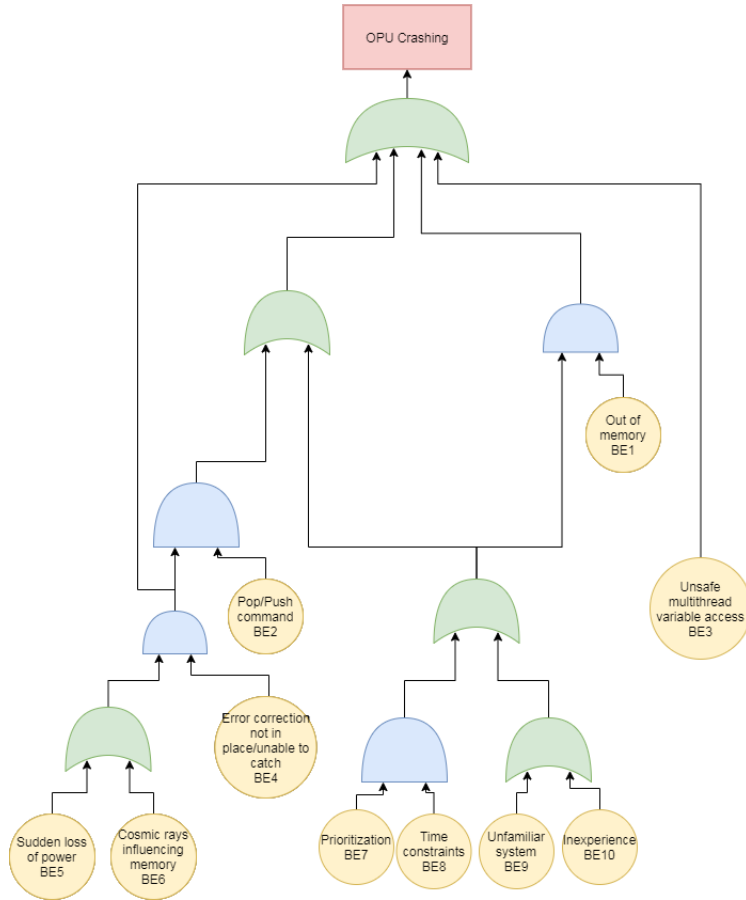 OPU Crashing
Out of
memory
BE1
Pop/Push
command
BE2
Unsafe
multithread
variable access
BE3
Error correction
not in
place/unable to
catch
BE4
Sudden loss
of power
BE5
Cosmic rays
influencing
memory
BE6
Prioritization
BE7
Time
constraints
BE8
Unfamiliar
system
BE9
Inexperience
BE10